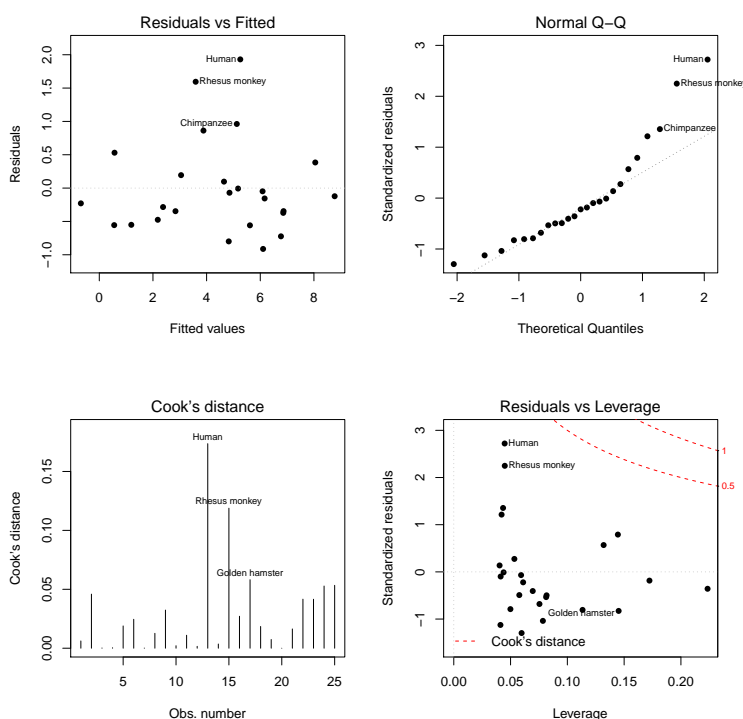 Residuals vs Fitted
Residuals
−1.0
0.0
0.5
1.0
1.5
2.0
Human
Rhesus monkey
Chimpanzee
0
2
4
6
8
Fitted values
Normal Q−Q
Standardized residuals
−1
0
1
2
3
Human
Rhesus monkey
Chimpanzee
−2
−1
0
1
2
Theoretical Quantiles
Cook's distance
Cook's distance
0.00
0.05
0.10
0.15
Human
Rhesus monkey
Golden hamster
5
10
15
20
25
Obs. number
Residuals vs Leverage
Standardized residuals
−1
0
1
2
3
Human
Rhesus monkey
Golden hamster
1
0.5
Cook's distance
0.00
0.05
0.10
0.15
0.20
Leverage